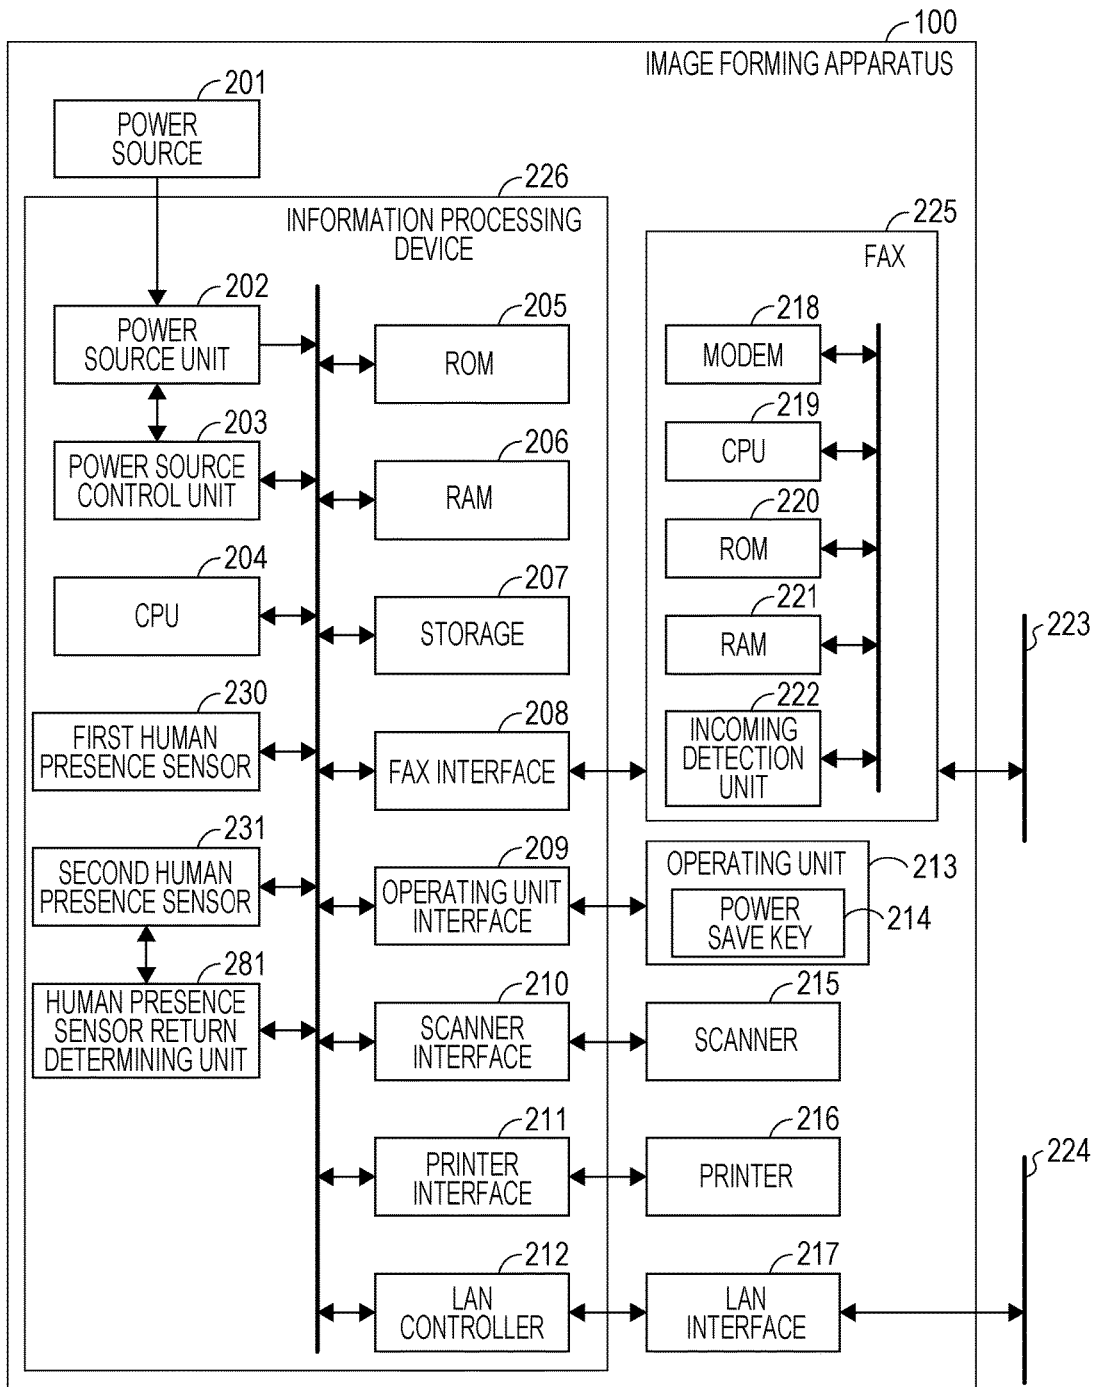 100
IMAGE FORMING APPARATUS
201
POWER
SOURCE
226
INFORMATION PROCESSING
DEVICE
202
POWER
SOURCE UNIT
203
POWER SOURCE
CONTROL UNIT
204
CPU
230
FIRST HUMAN
PRESENCE SENSOR
231
SECOND HUMAN
PRESENCE SENSOR
281
HUMAN PRESENCE
SENSOR RETURN
DETERMINING UNIT
205
ROM
206
RAM
207
STORAGE
208
FAX INTERFACE
209
OPERATING UNIT
INTERFACE
210
SCANNER
INTERFACE
211
PRINTER
INTERFACE
212
LAN
CONTROLLER
225
FAX
218
MODEM
219
CPU
220
ROM
221
RAM
222
INCOMING
DETECTION
UNIT
OPERATING UNIT
213
POWER
SAVE KEY
214
215
SCANNER
216
PRINTER
217
LAN
INTERFACE
223
224